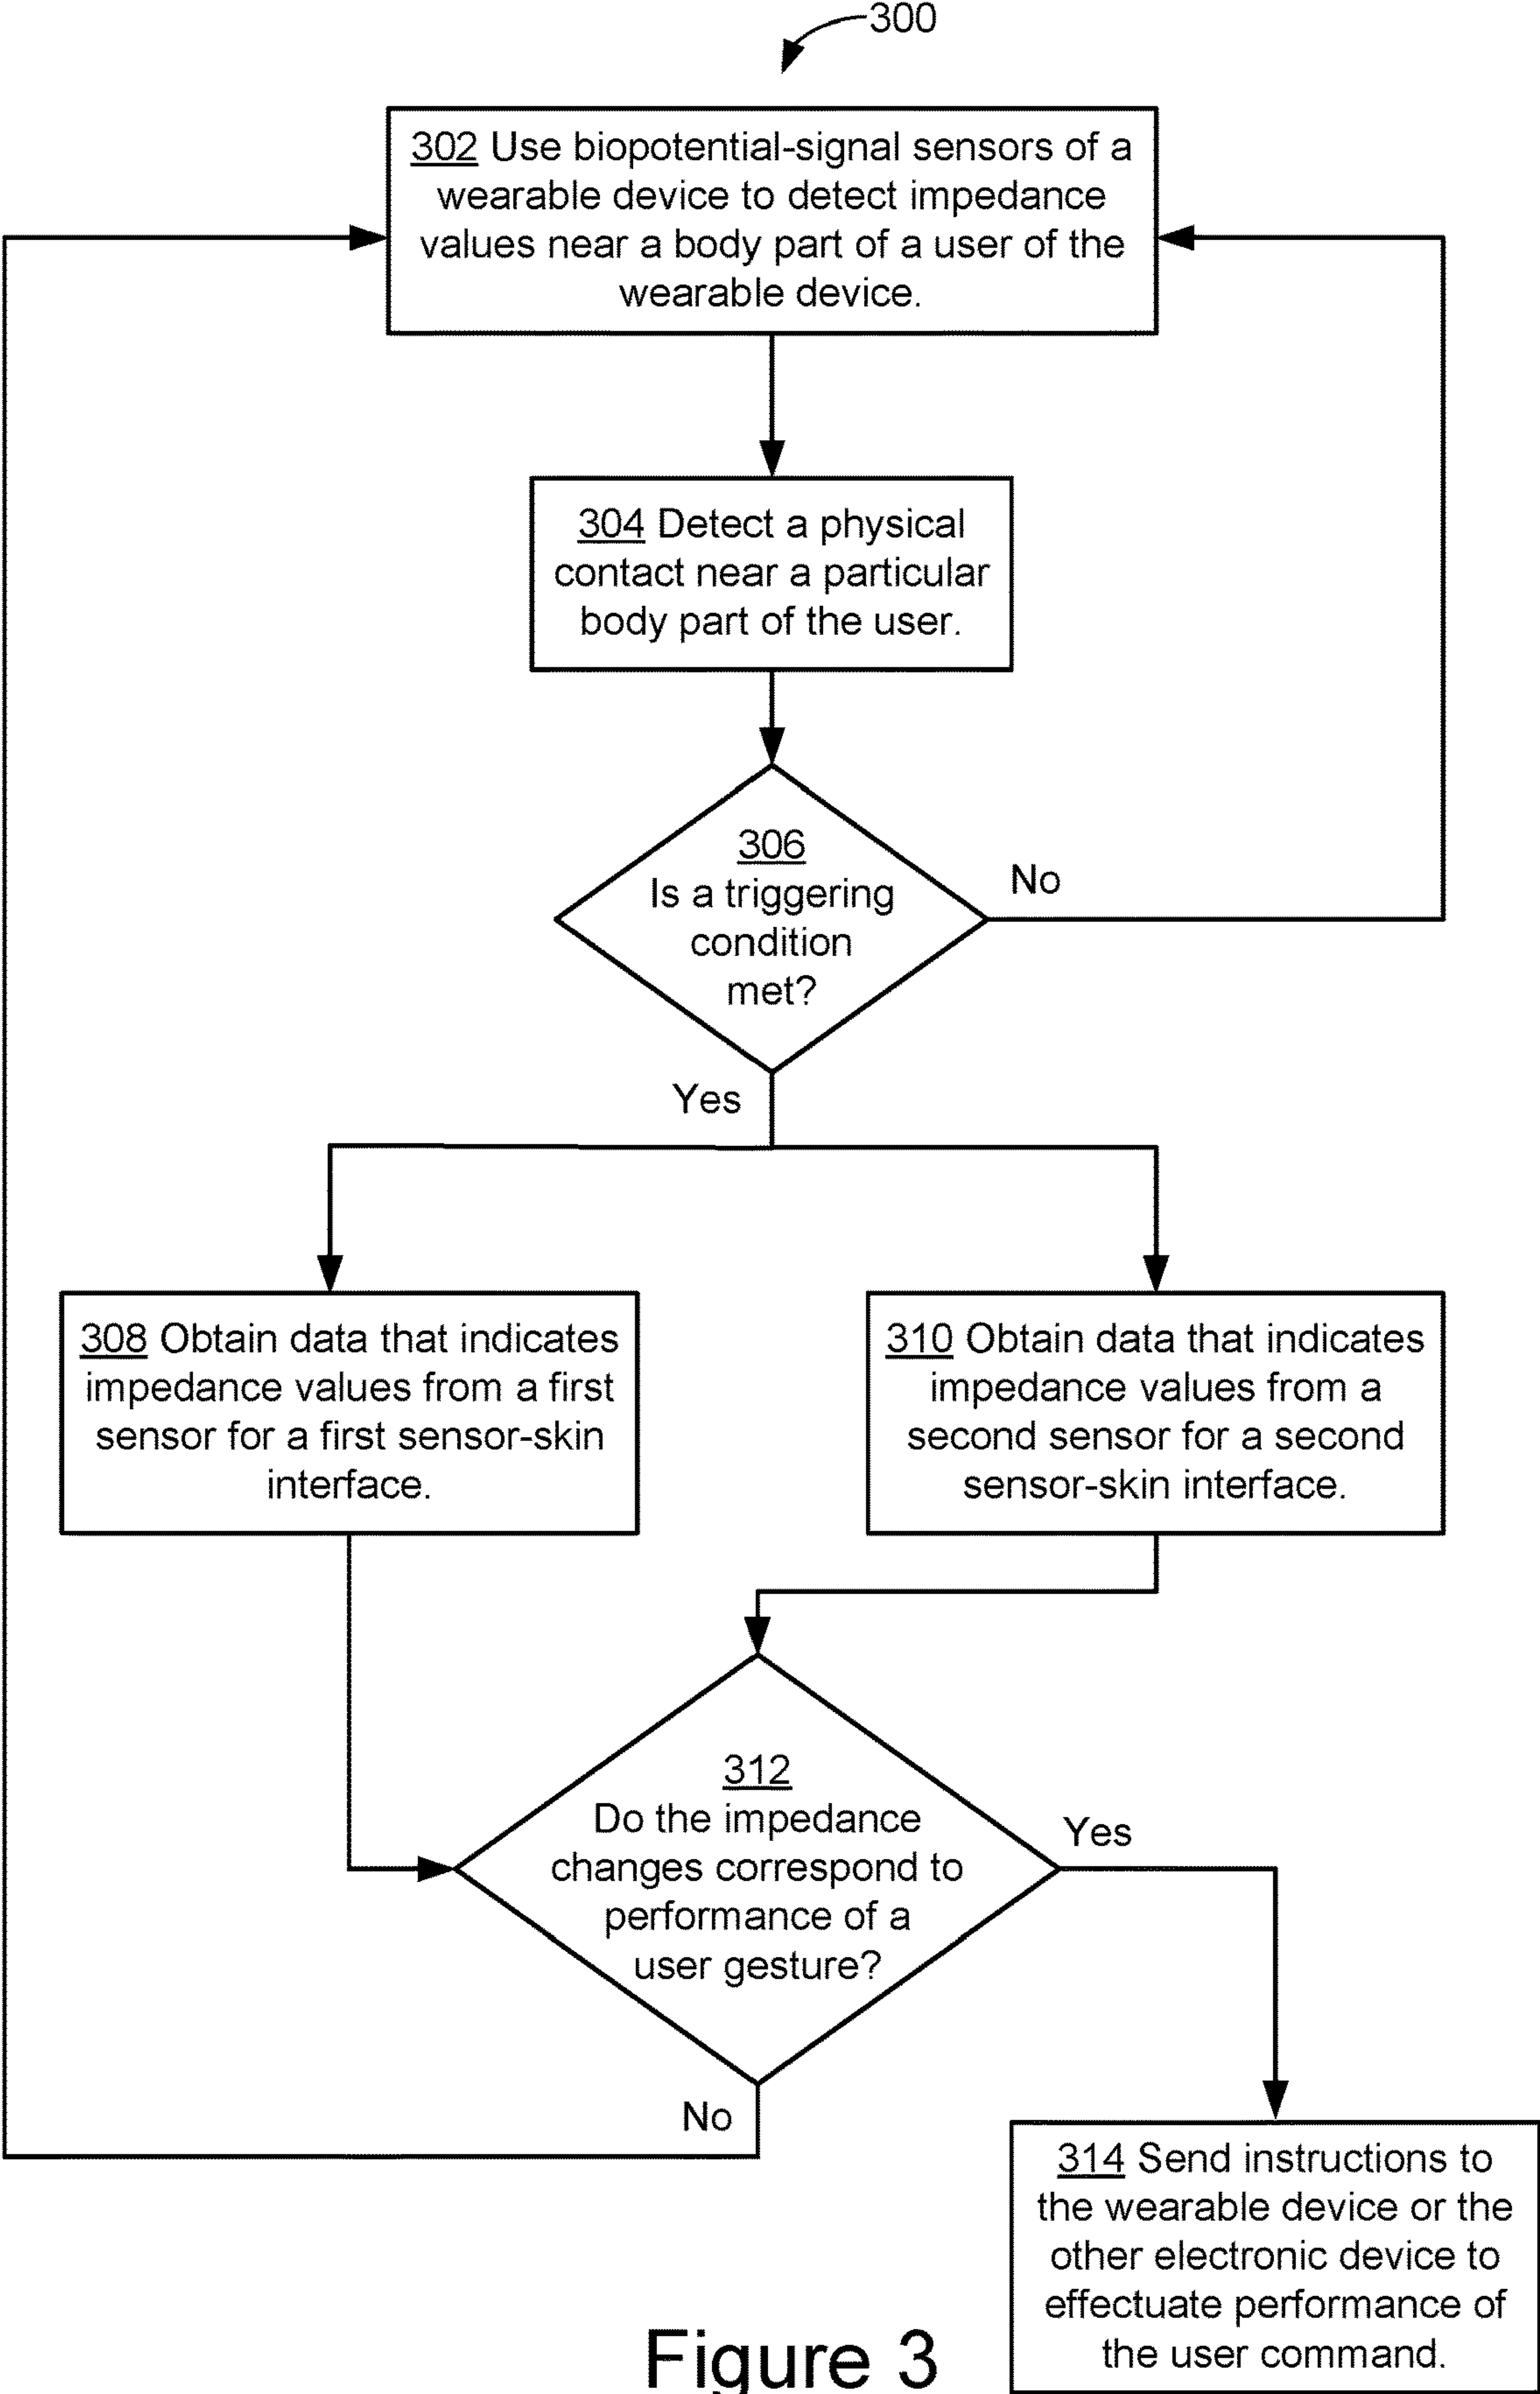 300
302 Use biopotential-signal sensors of a
wearable device to detect impedance
values near a body part of a user of the
wearable device.
304 Detect a physical
contact near a particular
body part of the user.
306
Is a triggering
condition
met?
No
Yes
308 Obtain data that indicates
impedance values from a first
sensor for a first sensor-skin
interface.
310 Obtain data that indicates
impedance values from a
second sensor for a second
sensor-skin interface.
312
Do the impedance
changes correspond to
performance of a
user gesture?
Yes
No
314 Send instructions to
the wearable device or the
other electronic device to
effectuate performance of
the user command.
Figure 3